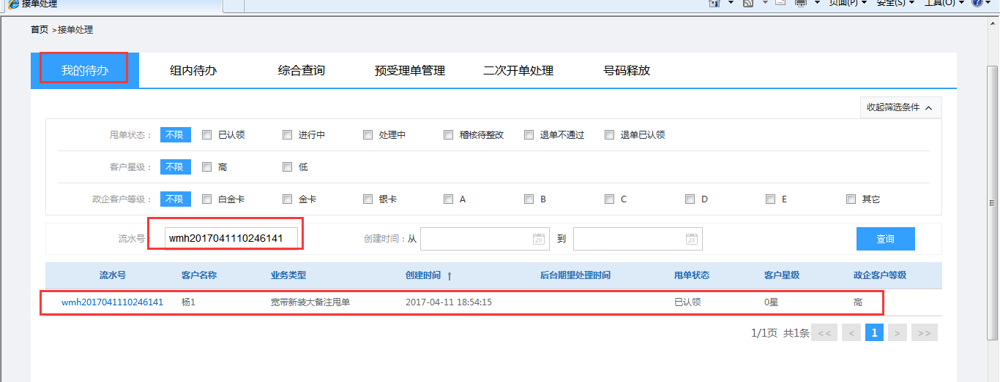 接单处理
页面(P) 安全(S) 工具(O)
首页 >接单处理
我的待办 组内待办 综合查询 预受理单管理 二次开单处理 号码释放
收起筛选条件
甩单状态： 不限 已认领 进行中 处理中 稽核待整改 退单不通过 退单已认领
客户星级： 不限 高 低
政企客户等级： 不限 白金卡 金卡 银卡 A B C D E 其它
流水号： wmh2017041110246141 创建时间：从 28 到 28 查询
流水号 客户名称 业务类型 创建时间 ↑ 后台期望处理时间 甩单状态 客户星级 政企客户等级
wmh2017041110246141 杨1 宽带新装大备注甩单 2017-04-11 18:54:15 已认领 0星 高
1/1页 共1条 << < 1 > >>